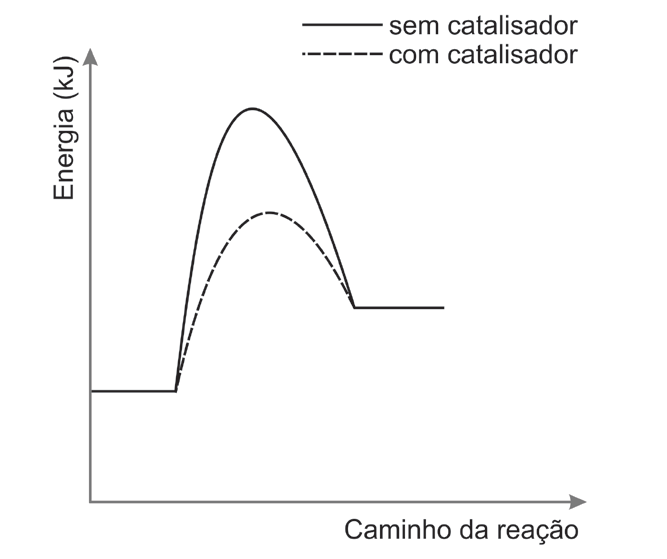 sem catalisador
com catalisador
Energia (kJ)
Caminho da reação